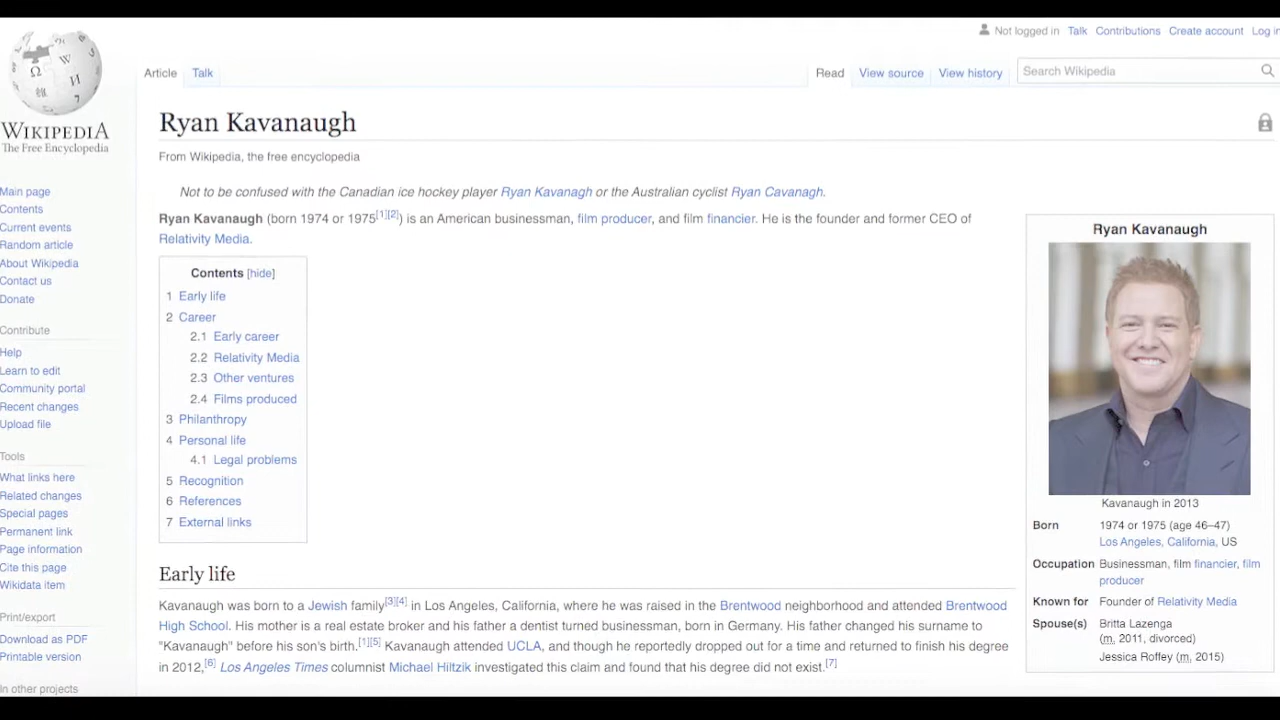 Not logged in Talk Contributions Create account Log in
Article Talk Read View source View history Search Wikipedia
WIKIPEDIA
The Free Encyclopedia
Main page
Contents
Current events
Random article
About Wikipedia
Contact us
Donate
Contribute
Help
Learn to edit
Community portal
Recent changes
Upload file
Tools
What links here
Related changes
Special pages
Permanent link
Page information
Cite this page
Wikidata item
Print/export
Download as PDF
Printable version
In other projects
Ryan Kavanaugh
From Wikipedia, the free encyclopedia
Not to be confused with the Canadian ice hockey player Ryan Kavanagh or the Australian cyclist Ryan Cavanagh.
Ryan Kavanaugh (born 1974 or 1975[1][2]) is an American businessman, film producer, and film financier. He is the founder and former CEO of
Relativity Media.
Contents [hide]
1 Early life
2 Career
2.1 Early career
2.2 Relativity Media
2.3 Other ventures
2.4 Films produced
3 Philanthropy
4 Personal life
4.1 Legal problems
5 Recognition
6 References
7 External links
Early life
Kavanaugh was born to a Jewish family[3][4] in Los Angeles, California, where he was raised in the Brentwood neighborhood and attended Brentwood
High School. His mother is a real estate broker and his father a dentist turned businessman, born in Germany. His father changed his surname to
"Kavanaugh" before his son's birth.[1][5] Kavanaugh attended UCLA, and though he reportedly dropped out for a time and returned to finish his degree
in 2012,[6] Los Angeles Times columnist Michael Hiltzik investigated this claim and found that his degree did not exist.[7]
Ryan Kavanaugh
Kavanaugh in 2013
Born 1974 or 1975 (age 46–47)
Los Angeles, California, US
Occupation Businessman, film financier, film
producer
Known for Founder of Relativity Media
Spouse(s) Britta Lazenga
(m. 2011, divorced)
Jessica Roffey (m. 2015)